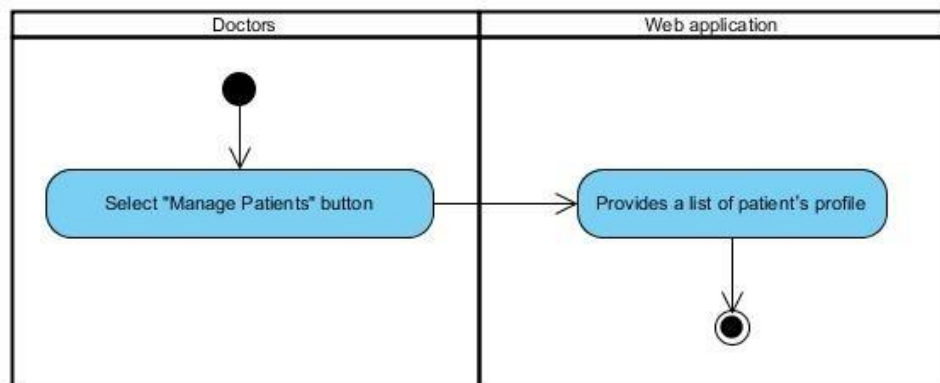 Doctors
Web application
Select "Manage Patients" button
Provides a list of patient's profile